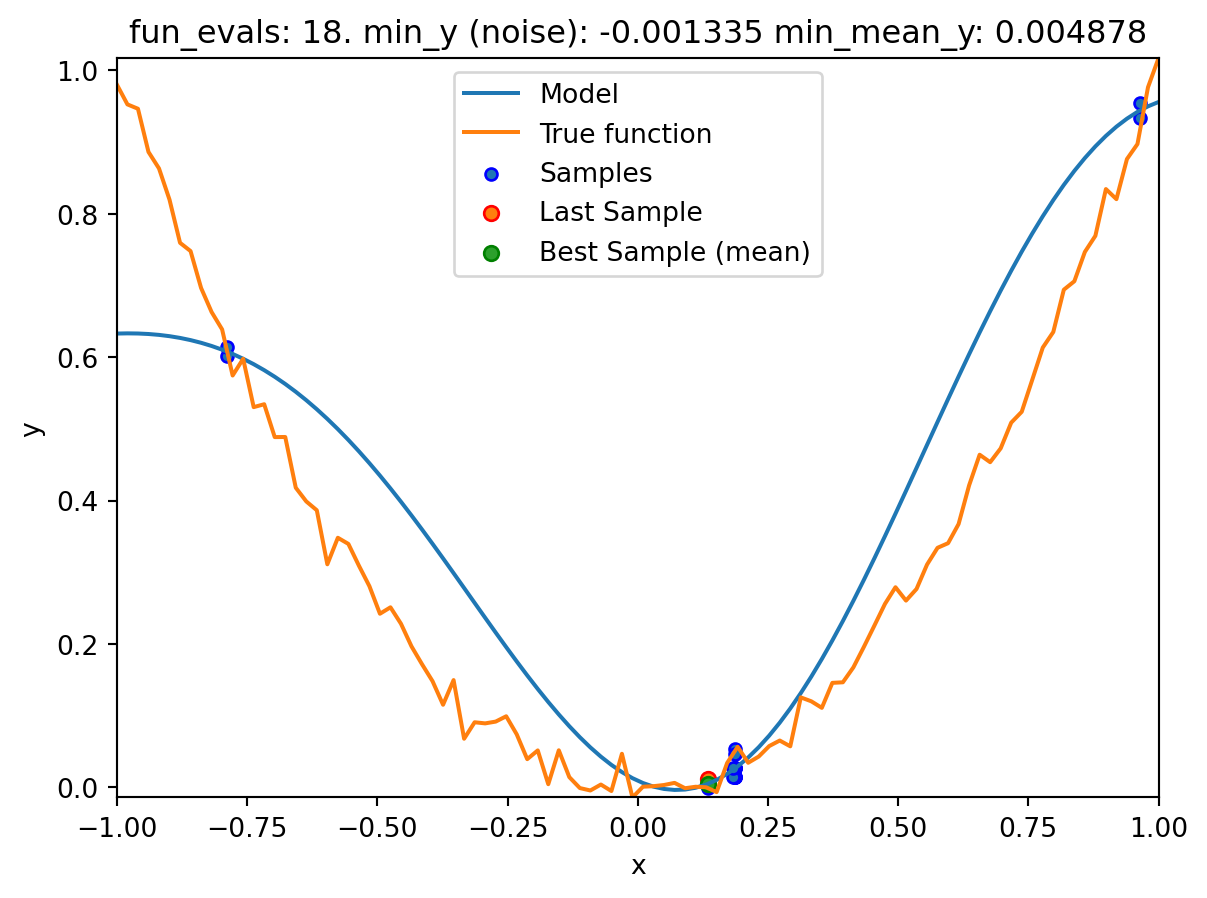 fun_evals: 18. min_y (noise): -0.001335 min_mean_y: 0.004878
1.0
0.8
0.6
0.4
0.2
0.0
y
Model
True function
Samples
Last Sample
Best Sample (mean)
−1.00 −0.75 −0.50 −0.25 0.00 0.25 0.50 0.75 1.00
x